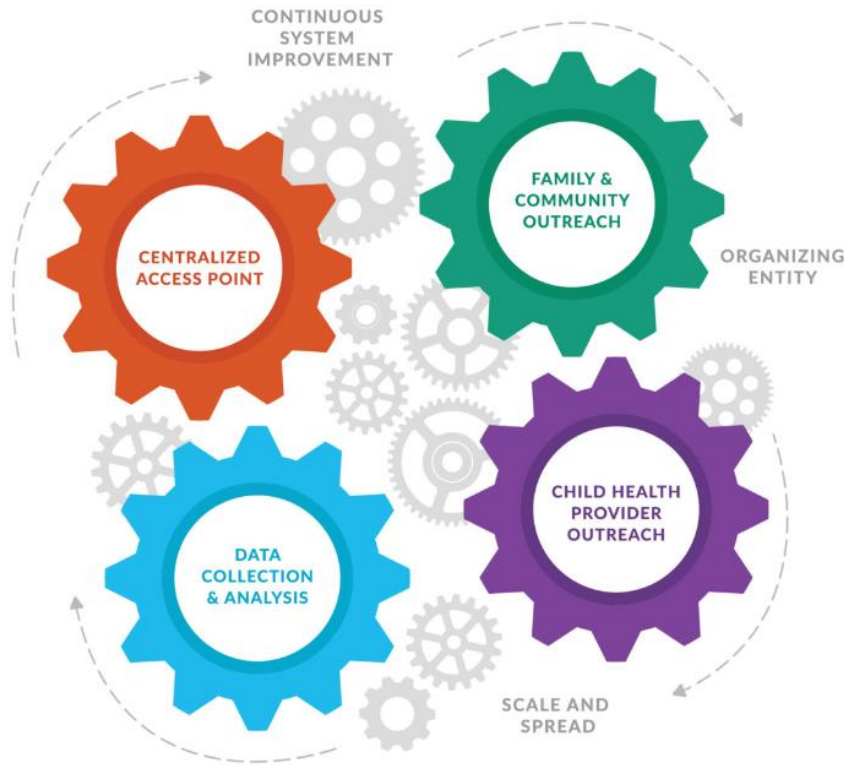 CONTINUOUS
SYSTEM
IMPROVEMENT
FAMILY &
COMMUNITY
OUTREACH
CENTRALIZED
ACCESS POINT
ORGANIZING
ENTITY
CHILD HEALTH
PROVIDER
OUTREACH
DATA
COLLECTION
& ANALYSIS
SCALE AND
SPREAD